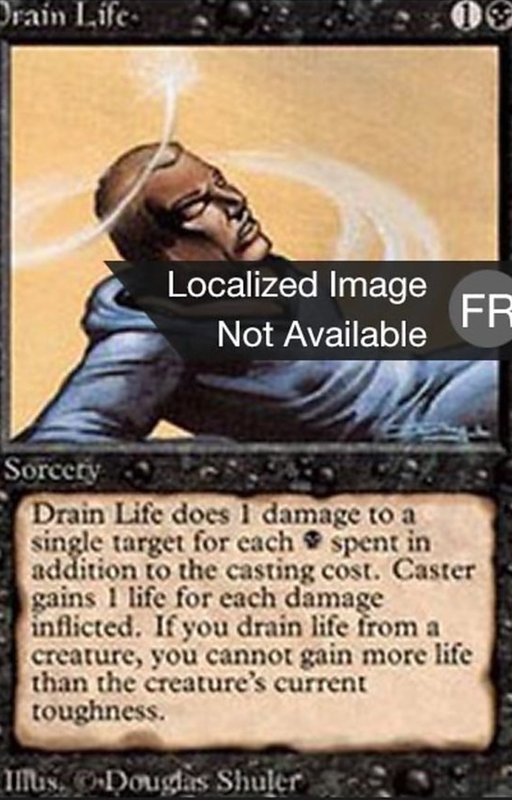 Drain Life
1
Localized Image
Not Available
FR
Sorcery
Drain Life does 1 damage to a
single target for each spent in
addition to the casting cost. Caster
gains 1 life for each damage
inflicted. If you drain life from a
creature, you cannot gain more life
than the creature's current
toughness.
Illus. © Douglas Shuler